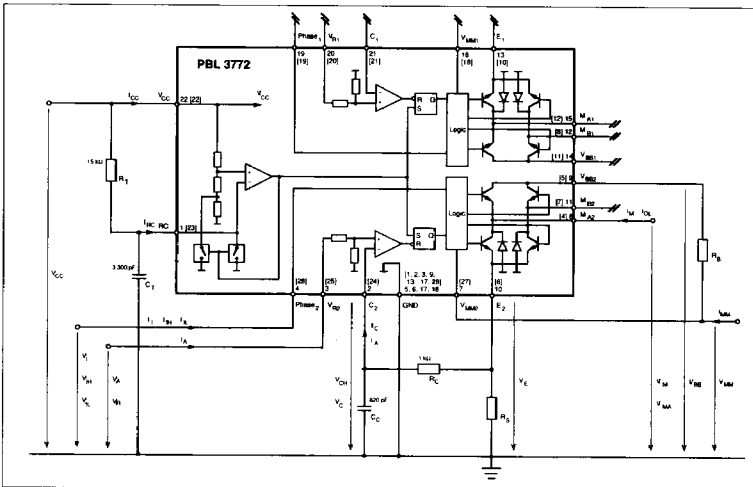 Phase1 VR1 C1 VMM1 E1
19 20 21 16 13
[19] [20] [21] [18] [10]
PBL 3772
ICC VCC 22 [22] VCC
R Q
S
Logic
[12] 15 MA1
[8] 12 MB1
[11] 14 VBB1
15 kΩ
RT
[5] 9 VBB2
[7] 11 MB2
[4] 8 MA2
IM IOL
IRC RC 1 [23]
S Q
R
Logic
VCC
3 300 pF
CT
RB
[26] [25] [24] [1, 2, 3, 9, [27] [6]
13 17, 28]
4 3 2 5, 6, 17, 18 7 10
Phase2 VR2 C2 GND VMM2 E2
II IIH IIL
IC
IA
IMM
IA
1 kΩ
RC
VI
VIH
VIL
VA
VR
VCH
VC
820 pF
CC
RS
VE
VM
VMA
VBB
VMM